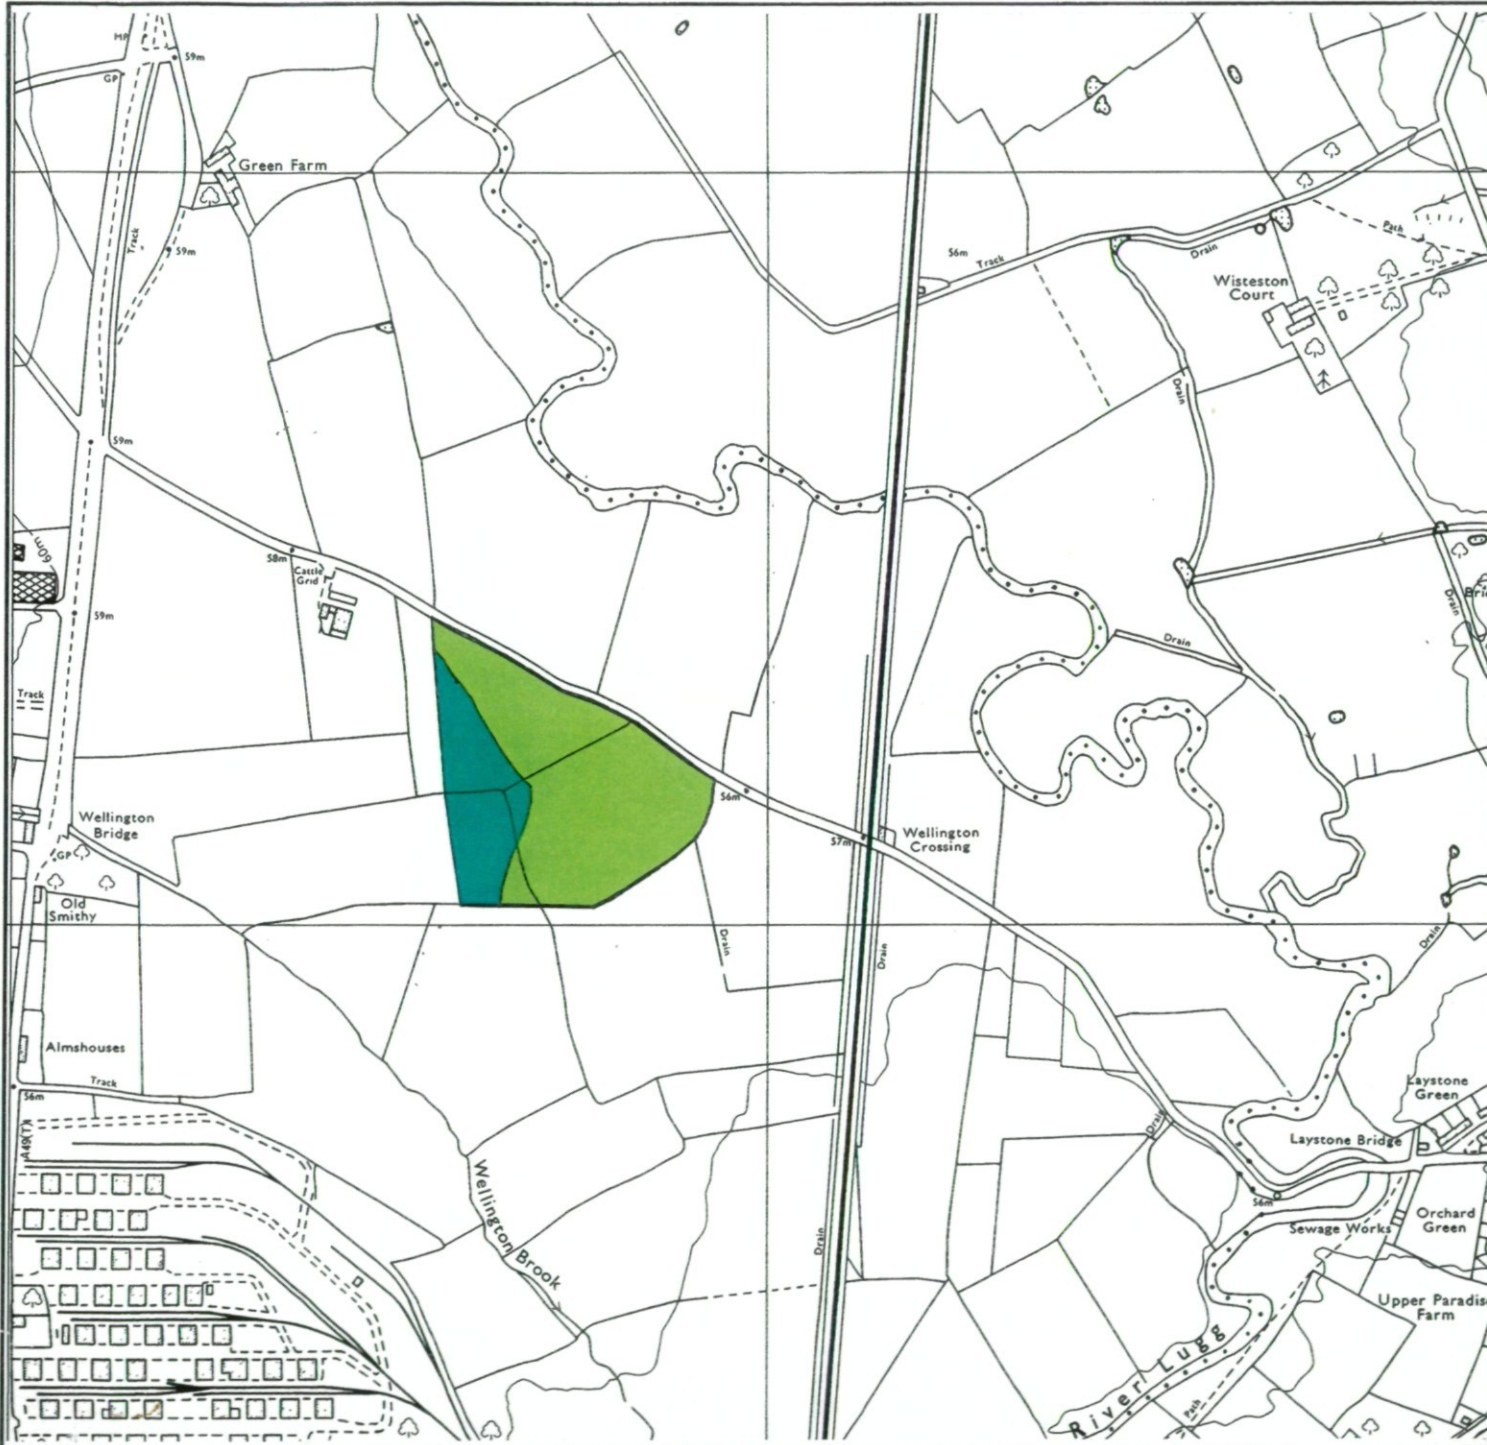 MP
59m
GP
Green Farm
Track
59m
56m
Track
Drain
Path
Wisteston
Court
Drain
59m
60m
58m
Cattle
Grid
59m
Drain
Drain
Track
56m
Wellington
Bridge
GP
57m
Wellington
Crossing
Old
Smithy
Drain
Drain
Drain
Almshouses
Track
56m
A49(T)
Laystone
Green
Drain
Laystone Bridge
Wellington Brook
56m
Sewage Works
Orchard
Green
Drain
Upper Paradis
Farm
River Lugg
Path